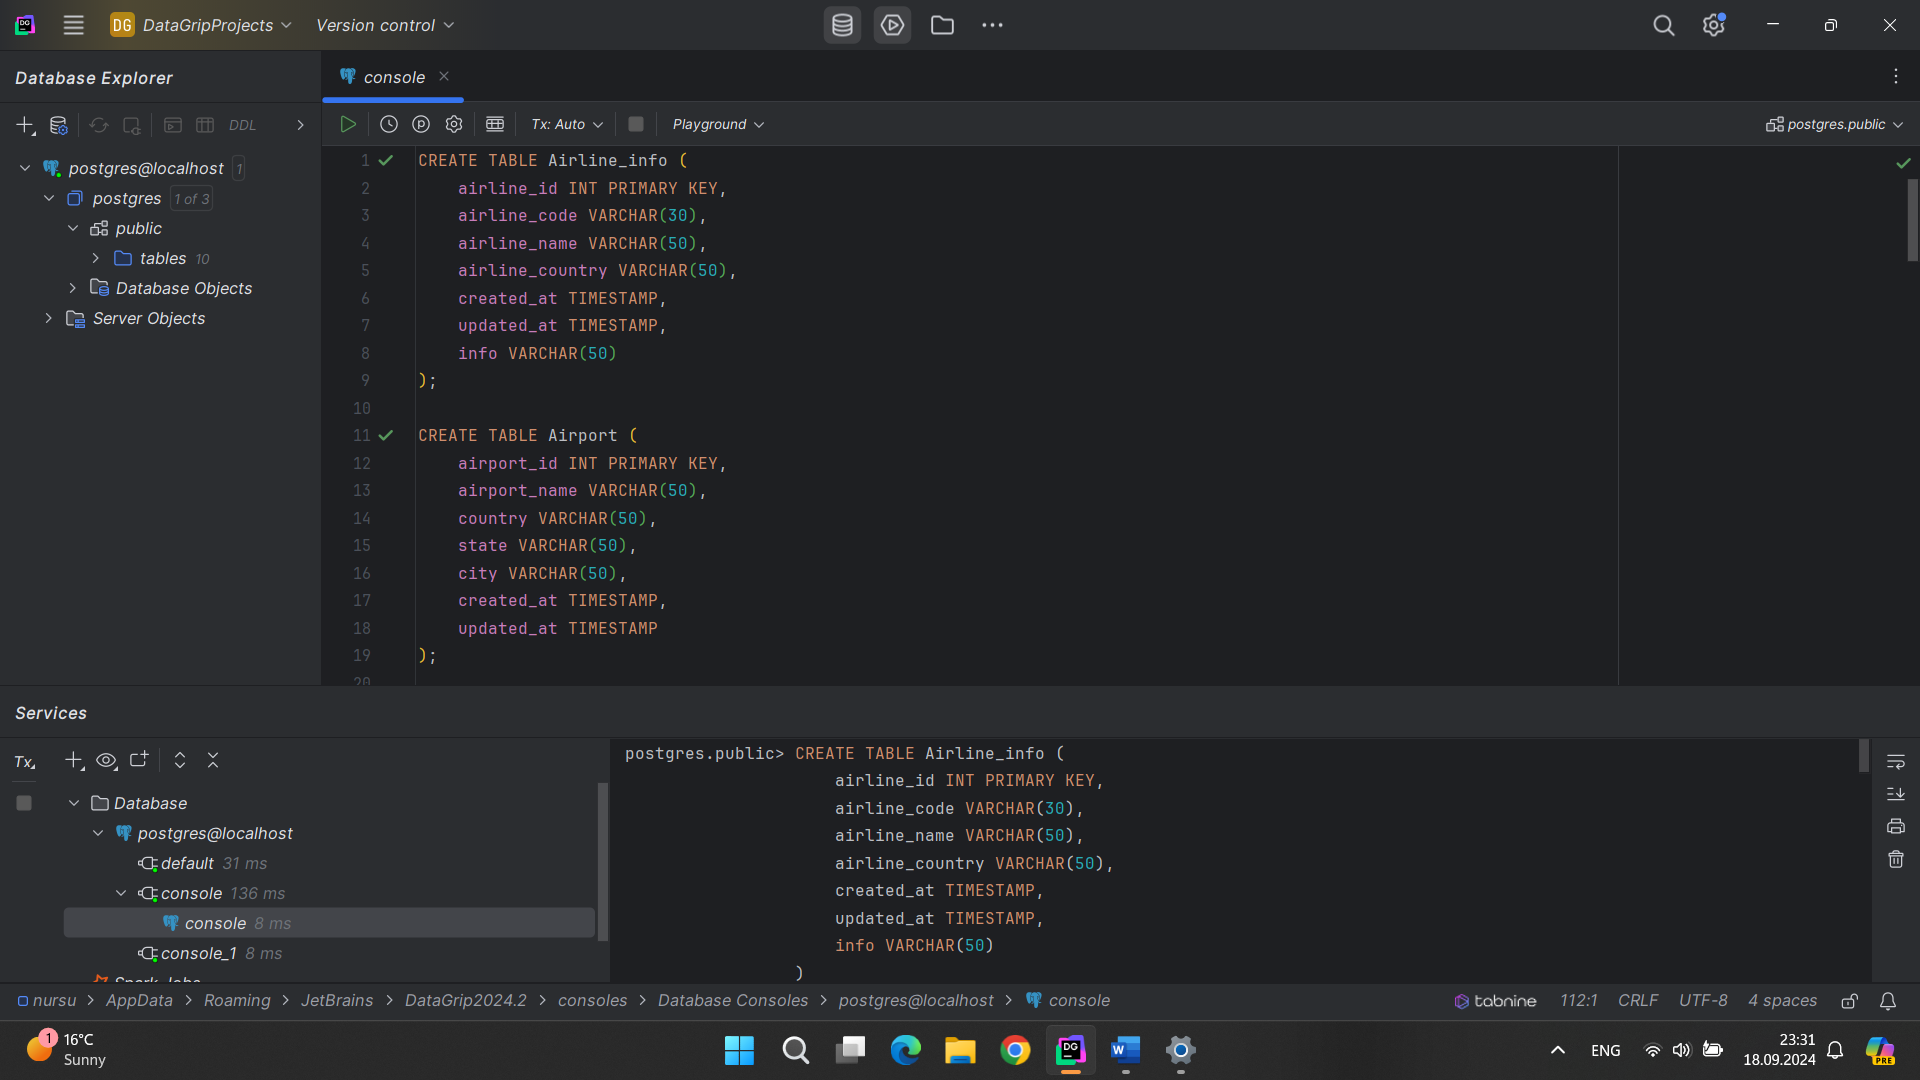 DG DataGripProjects Version control
Database Explorer
console
DDL
Tx: Auto Playground postgres.public
postgres@localhost 1
postgres 1 of 3
public
tables 10
Database Objects
Server Objects
1 CREATE TABLE Airline_info (
2 airline_id INT PRIMARY KEY,
3 airline_code VARCHAR(30),
4 airline_name VARCHAR(50),
5 airline_country VARCHAR(50),
6 created_at TIMESTAMP,
7 updated_at TIMESTAMP,
8 info VARCHAR(50)
9 );
10
11 CREATE TABLE Airport (
12 airport_id INT PRIMARY KEY,
13 airport_name VARCHAR(50),
14 country VARCHAR(50),
15 state VARCHAR(50),
16 city VARCHAR(50),
17 created_at TIMESTAMP,
18 updated_at TIMESTAMP
19 );
20
Services
Tx
Database
postgres@localhost
default 31 ms
console 136 ms
console 8 ms
console_1 8 ms
Spark Jobs
postgres.public> CREATE TABLE Airline_info (
airline_id INT PRIMARY KEY,
airline_code VARCHAR(30),
airline_name VARCHAR(50),
airline_country VARCHAR(50),
created_at TIMESTAMP,
updated_at TIMESTAMP,
info VARCHAR(50)
)
nursu > AppData > Roaming > JetBrains > DataGrip2024.2 > consoles > Database Consoles > postgres@localhost > console
tabnine 112:1 CRLF UTF-8 4 spaces
1 16°C
Sunny
DG
W
ENG
23:31
18.09.2024
PRE